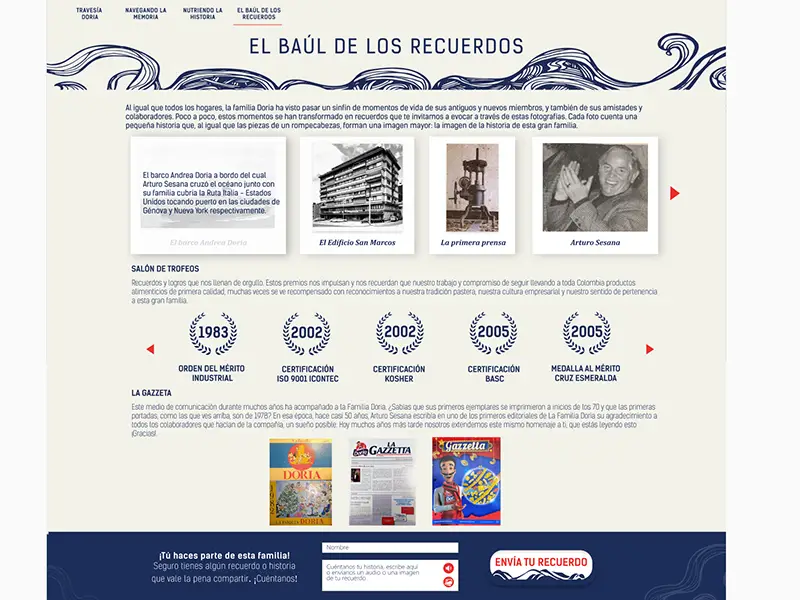 TRAVESÍA
DORIA
NAVEGANDO LA
MEMORIA
NUTRIENDO LA
HISTORIA
EL BAÚL DE LOS
RECUERDOS
EL BAÚL DE LOS RECUERDOS
Al igual que todos los hogares, la familia Doria ha visto pasar un sinfín de momentos de vida de sus antiguos y nuevos miembros, y también de sus amistades y
colaboradores. Poco a poco, estos momentos se han transformado en recuerdos que te invitamos a evocar a través de estas fotografías. Cada foto cuenta una
pequeña historia que, al igual que las piezas de un rompecabezas, forman una imagen mayor: la imagen de la historia de esta gran familia.
El barco Andrea Doria a bordo del cual
Arturo Sesana cruzó el océano junto con
su familia cubría la Ruta Italia - Estados
Unidos tocando puerto en las ciudades de
Génova y Nueva York respectivamente.
El barco Andrea Doria
El Edificio San Marcos
La primera prensa
Arturo Sesana
SALÓN DE TROFEOS
Recuerdos y logros que nos llenan de orgullo. Estos premios nos impulsan y nos recuerdan que nuestro trabajo y compromiso de seguir llevando a toda Colombia productos
alimenticios de primera calidad, muchas veces se ve recompensado con reconocimientos a nuestra tradición pastera, nuestra cultura empresarial y nuestro sentido de pertenencia
a esta gran familia.
1983
2002
2002
2005
2005
ORDEN DEL MÉRITO
INDUSTRIAL
CERTIFICACIÓN
ISO 9001 ICONTEC
CERTIFICACIÓN
KOSHER
CERTIFICACIÓN
BASC
MEDALLA AL MÉRITO
CRUZ ESMERALDA
LA GAZZETA
Este medio de comunicación durante muchos años ha acompañado a la Familia Doria. ¿Sabías que sus primeros ejemplares se imprimieron a inicios de los 70 y que las primeras
portadas, como las que ves arriba, son de 1978? En esa época, hace casi 50 años, Arturo Sesana escribía en uno de los primeros editoriales de La Familia Doria su agradecimiento a
todos los colaboradores que hacían de la compañía, un sueño posible. Hoy muchos años más tarde nosotros extendemos este mismo homenaje a ti, que estás leyendo esto
¡Gracias!
DORIA
LA FAMILIA DORIA
LA
GAZZETTA
Gazzetta
¡Tú haces parte de esta familia!
Seguro tienes algún recuerdo o historia
que vale la pena compartir. ¡Cuéntanos!
Nombre
Cuéntanos tu historia, escribe aquí
o envíanos un audio o una imagen
de tu recuerdo
ENVÍA TU RECUERDO